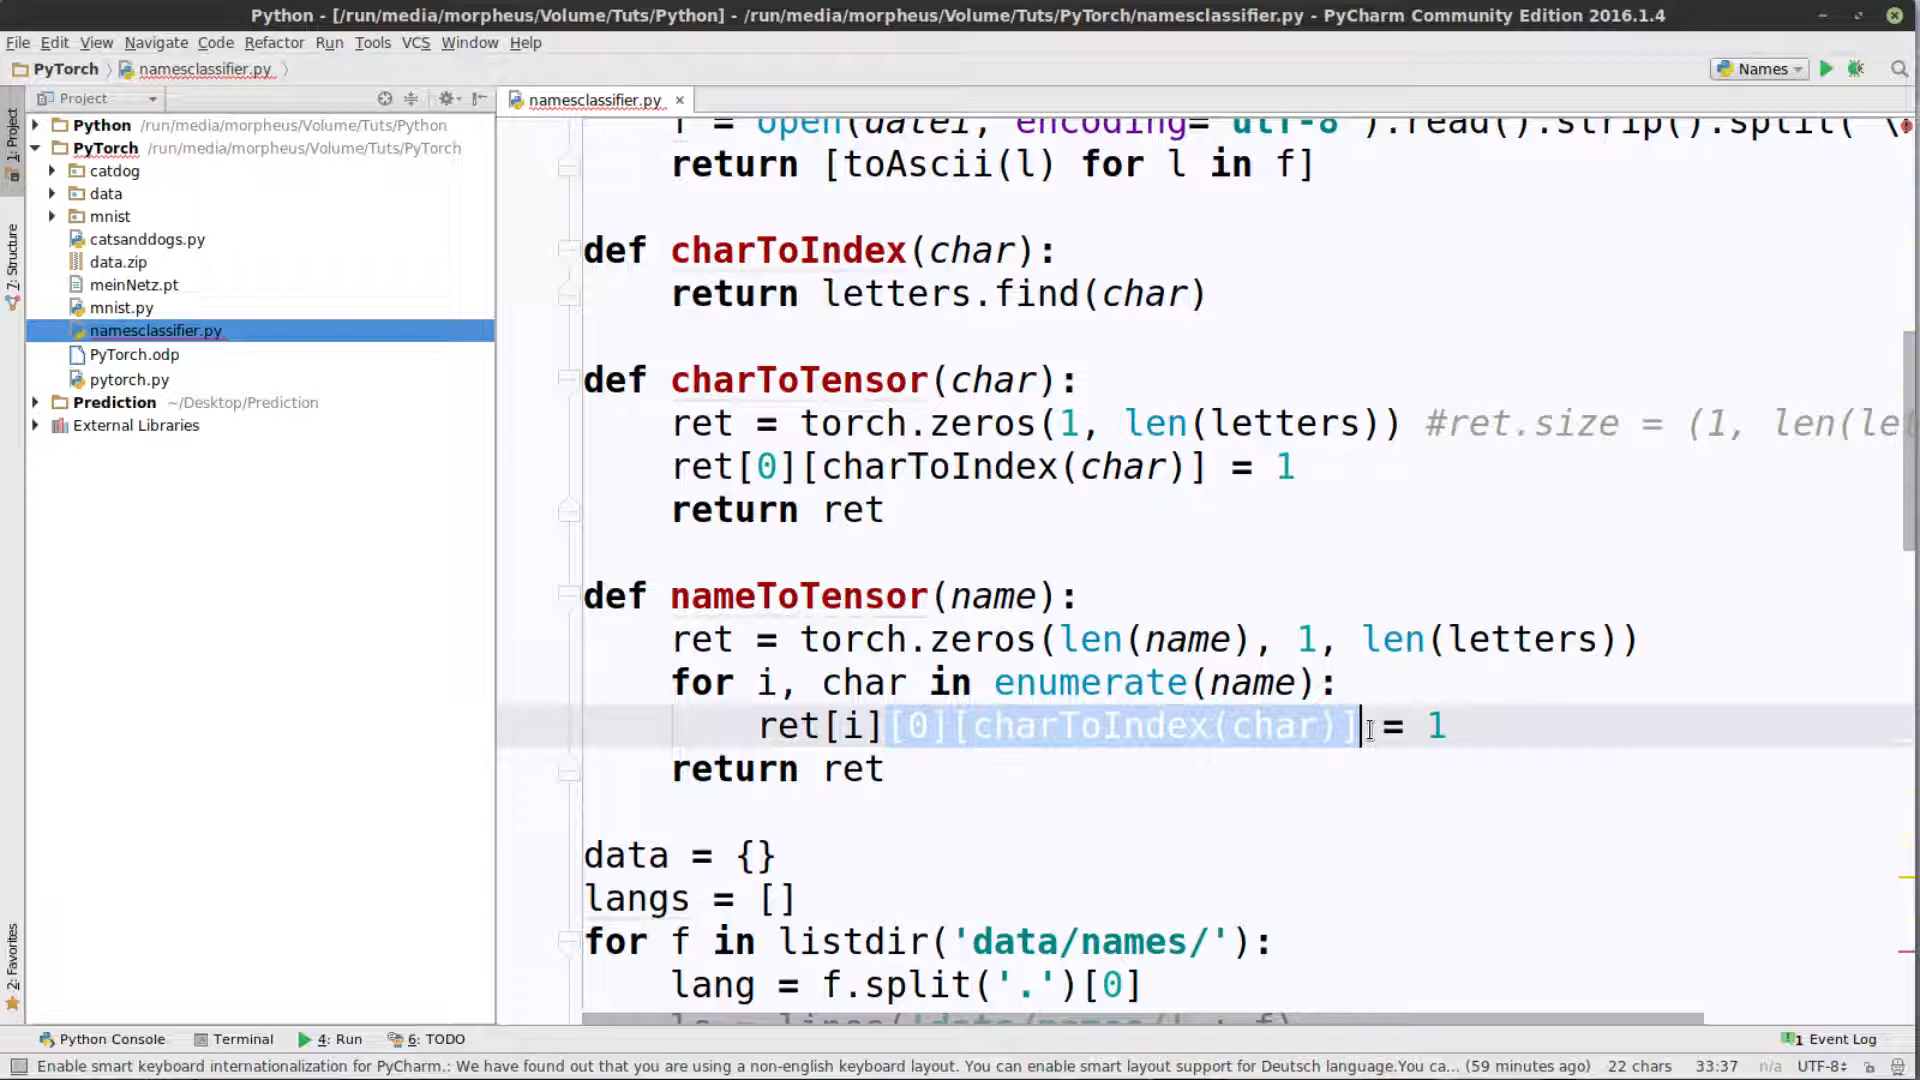 Python - [/run/media/morpheus/Volume/Tuts/Python] - /run/media/morpheus/Volume/Tuts/PyTorch/namesclassifier.py - PyCharm Community Edition 2016.1.4
File Edit View Navigate Code Refactor Run Tools VCS Window Help
PyTorch namesclassifier.py Names
Project
namesclassifier.py
1: Project
7: Structure
2: Favorites
Python /run/media/morpheus/Volume/Tuts/Python
PyTorch /run/media/morpheus/Volume/Tuts/PyTorch
catdog
data
mnist
catsanddogs.py
data.zip
meinNetz.pt
mnist.py
namesclassifier.py
PyTorch.odp
pytorch.py
Prediction ~/Desktop/Prediction
External Libraries
f = open(datei, encoding='utf-8').read().strip().split('\
return [toAscii(l) for l in f]
def charToIndex(char):
return letters.find(char)
def charToTensor(char):
ret = torch.zeros(1, len(letters)) #ret.size = (1, len(le
ret[0][charToIndex(char)] = 1
return ret
def nameToTensor(name):
ret = torch.zeros(len(name), 1, len(letters))
for i, char in enumerate(name):
ret[i][0][charToIndex(char)] = 1
return ret
data = {}
langs = []
for f in listdir('data/names/'):
lang = f.split('.')[0]
Python Console Terminal 4: Run 6: TODO 1 Event Log
Enable smart keyboard internationalization for PyCharm.: We have found out that you are using a non-english keyboard layout. You can enable smart layout support for Deutsch language.You ca... (59 minutes ago) 22 chars 33:37 n/a UTF-8